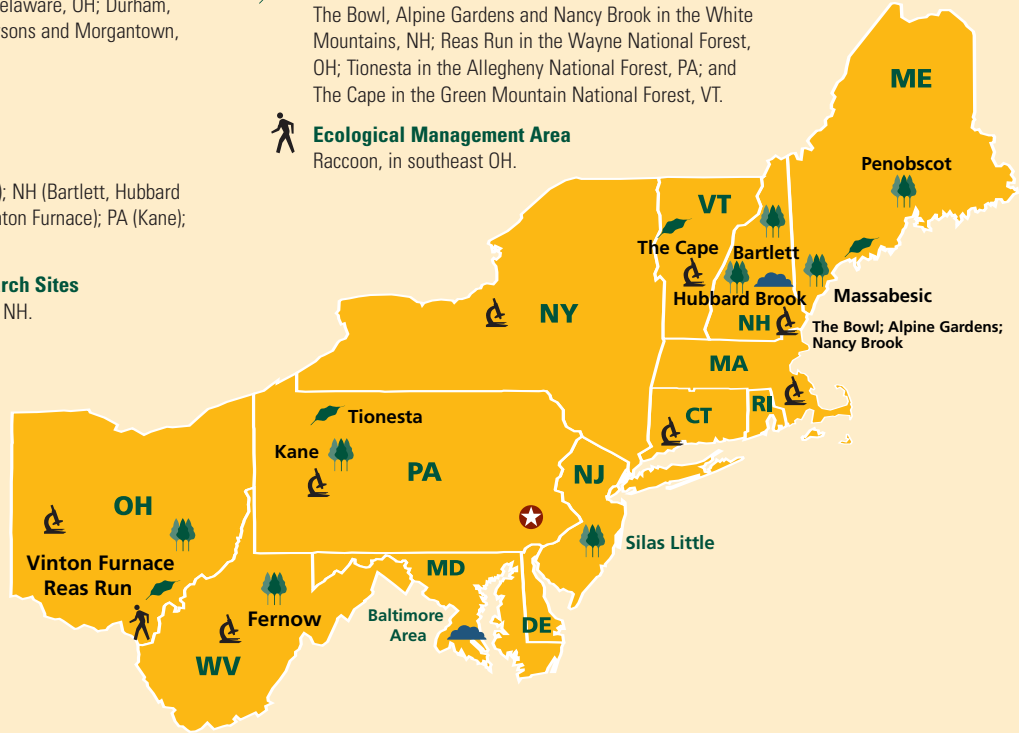 elaware, OH; Durham,
sons and Morgantown,
); NH (Bartlett, Hubbard
ton Furnace); PA (Kane);
rch Sites
NH.
The Bowl, Alpine Gardens and Nancy Brook in the White
Mountains, NH; Reas Run in the Wayne National Forest,
OH; Tionesta in the Allegheny National Forest, PA; and
The Cape in the Green Mountain National Forest, VT.
Ecological Management Area
Raccoon, in southeast OH.
ME
Penobscot
VT
The Cape
Bartlett
Hubbard Brook
Massabesic
NH
The Bowl; Alpine Gardens;
Nancy Brook
NY
MA
CT
RI
Tionesta
Kane
PA
NJ
OH
Silas Little
Vinton Furnace
Reas Run
MD
Fernow
Baltimore
Area
DE
WV